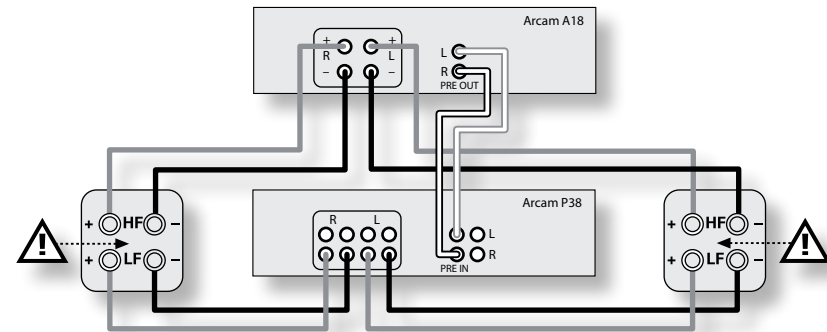 Arcam A18
+ +
R L
– –
L
R
PRE OUT
Arcam P38
R L
L
R
PRE IN
+ HF –
+ LF –
+ HF –
+ LF –
!
!